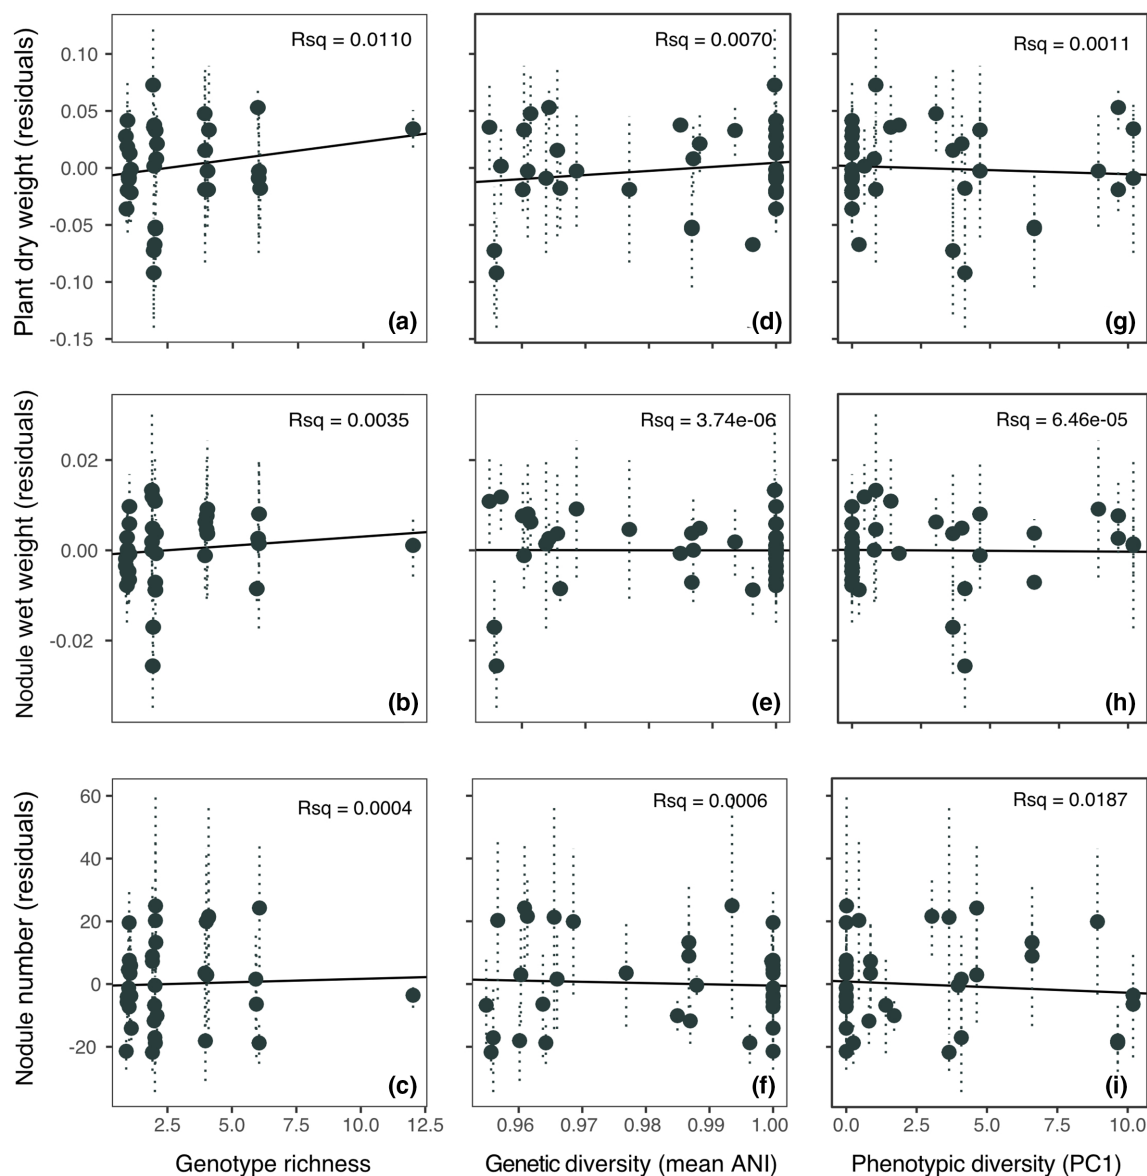 Plant dry weight (residuals)
0.10
0.05
0.00
-0.05
-0.10
-0.15
Rsq = 0.0110
(a)
Rsq = 0.0070
(d)
Rsq = 0.0011
(g)
Nodule wet weight (residuals)
0.02
0.00
-0.02
Rsq = 0.0035
(b)
Rsq = 3.74e-06
(e)
Rsq = 6.46e-05
(h)
Nodule number (residuals)
60
40
20
0
-20
Rsq = 0.0004
(c)
Rsq = 0.0006
(f)
Rsq = 0.0187
(i)
2.5 5.0 7.5 10.0 12.5
0.96 0.97 0.98 0.99 1.00
0.0 2.5 5.0 7.5 10.0
Genotype richness
Genetic diversity (mean ANI)
Phenotypic diversity (PC1)